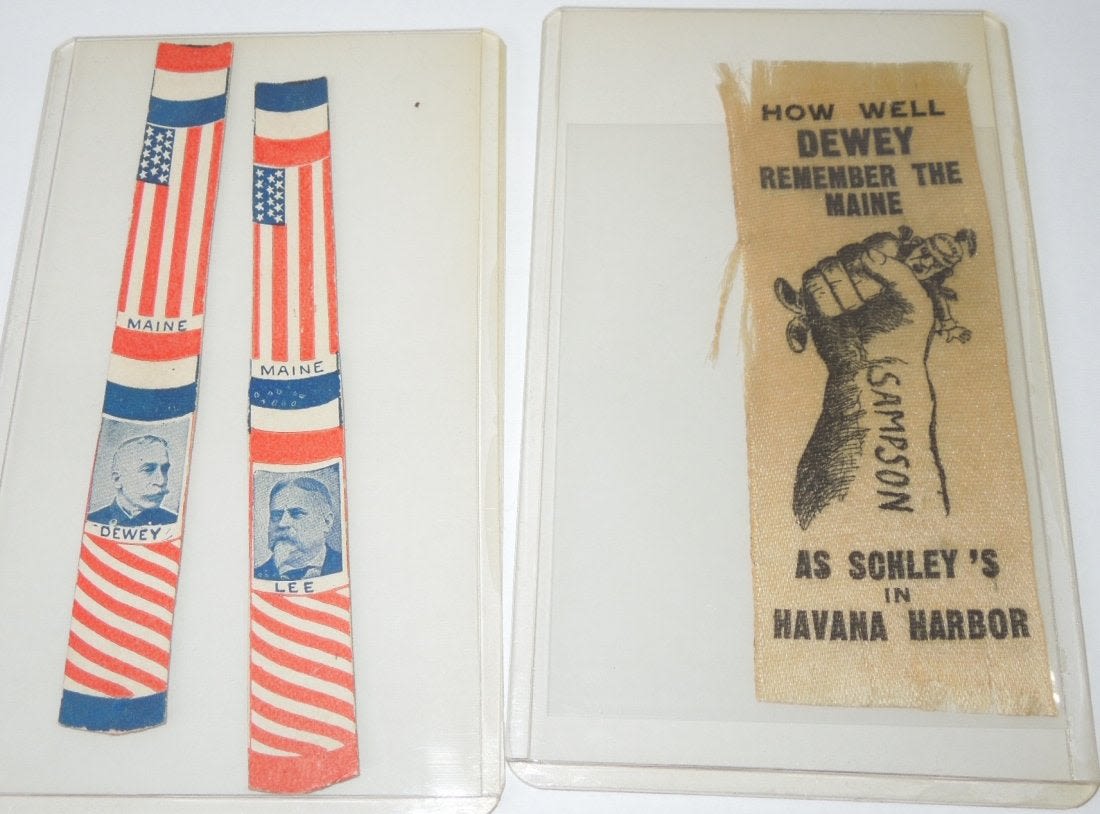 MAINE
DEWEY
MAINE
LEE
HOW WELL
DEWEY
REMEMBER THE
MAINE
SAMPSON
AS SCHLEY'S
IN
HAVANA HARBOR